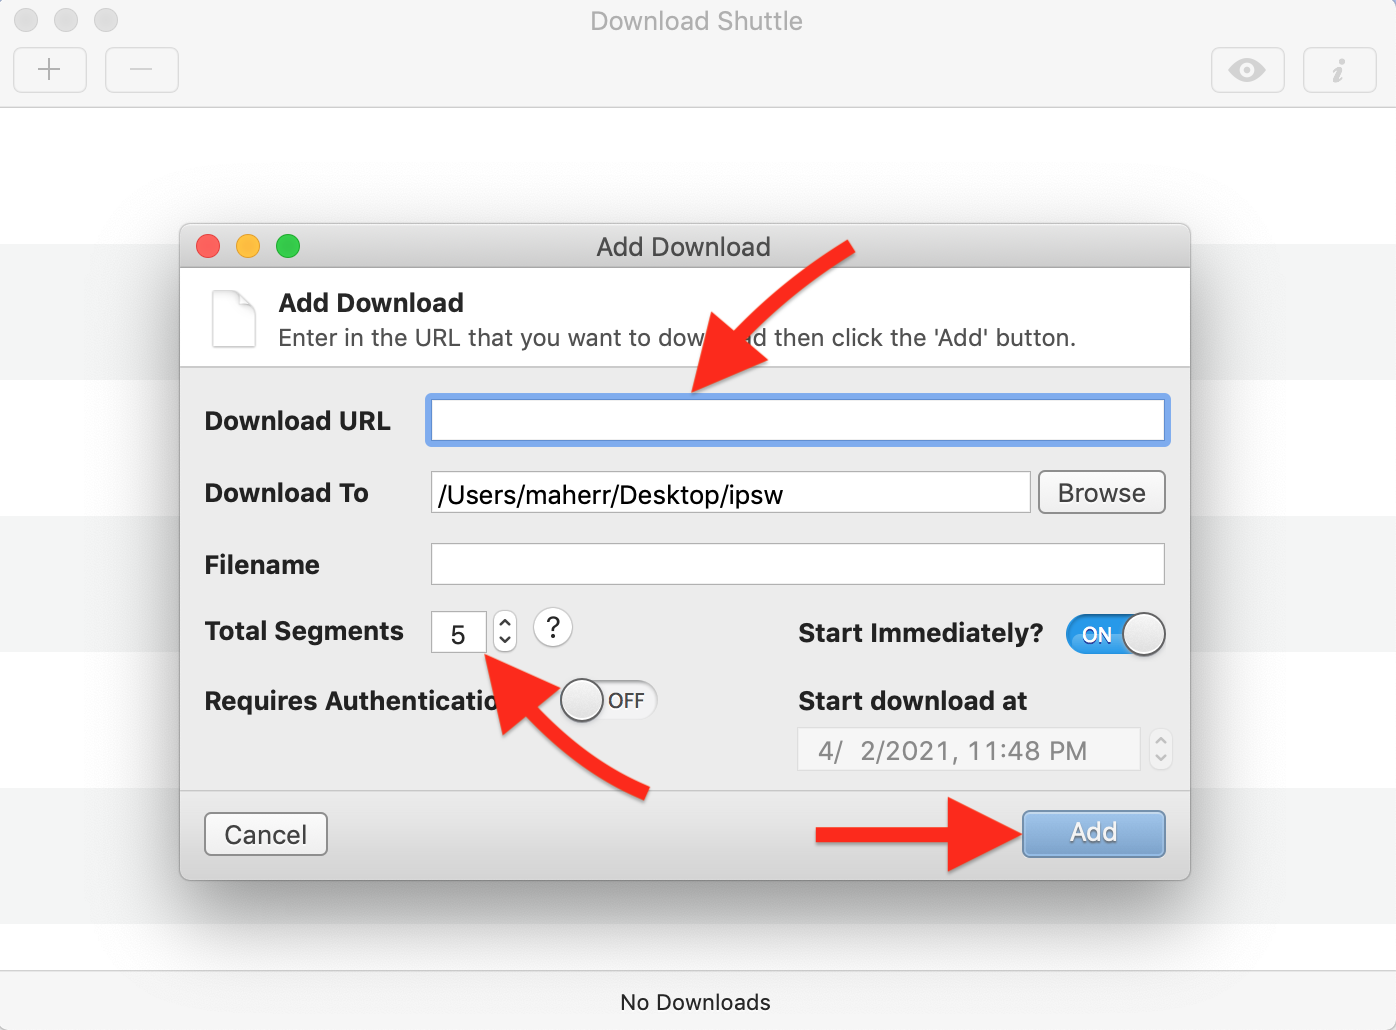 Download Shuttle
Add Download
Add Download
Enter in the URL that you want to dow d then click the 'Add' button.
Download URL
Download To
/Users/maherr/Desktop/ipsw
Browse
Filename
Total Segments
5
?
Start Immediately?
ON
Requires Authenticatio
OFF
Start download at
4/ 2/2021, 11:48 PM
Cancel
Add
No Downloads